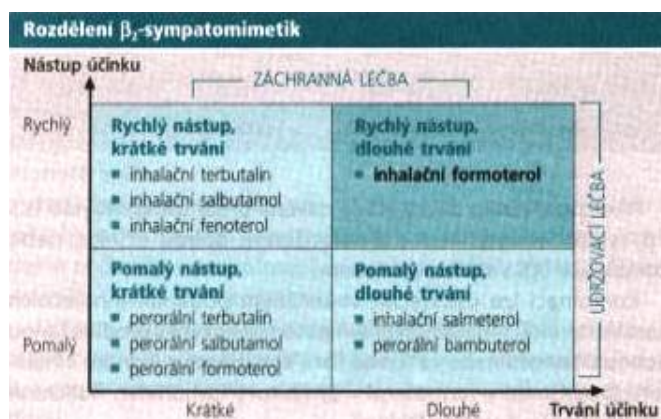 Rozdělení β₂-sympatomimetik
Nástup účinku
ZÁCHRANNÁ LÉČBA
Rychlý
Rychlý nástup,
krátké trvání
inhalační terbutalin
inhalační salbutamol
inhalační fenoterol
Rychlý nástup,
dlouhé trvání
inhalační formoterol
Pomalý nástup,
krátké trvání
perorální terbutalin
perorální salbutamol
perorální formoterol
Pomalý nástup,
dlouhé trvání
inhalační salmeterol
perorální bambuterol
UDRŽOVACÍ LÉČBA
Pomalý
Krátké
Dlouhé
Trvání účinku